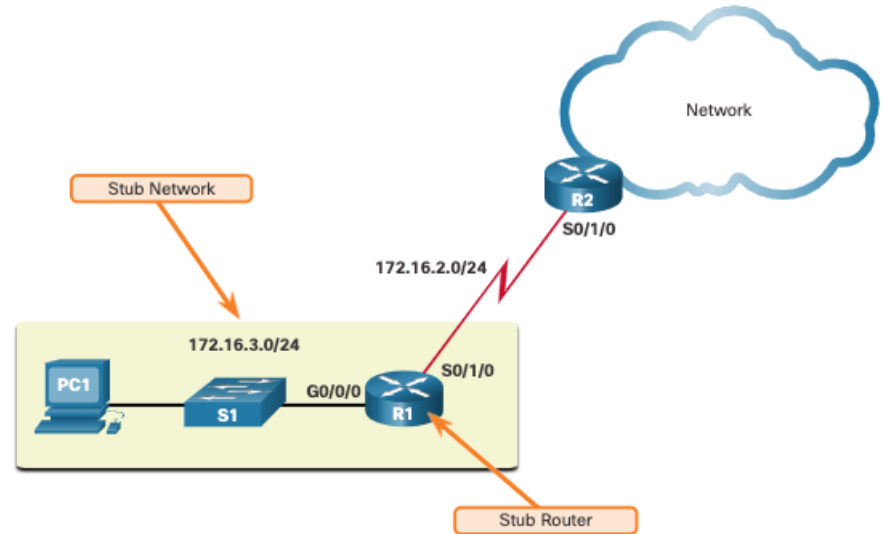 Network
Stub Network
R2
S0/1/0
172.16.2.0/24
172.16.3.0/24
S0/1/0
PC1
G0/0/0
S1
R1
Stub Router